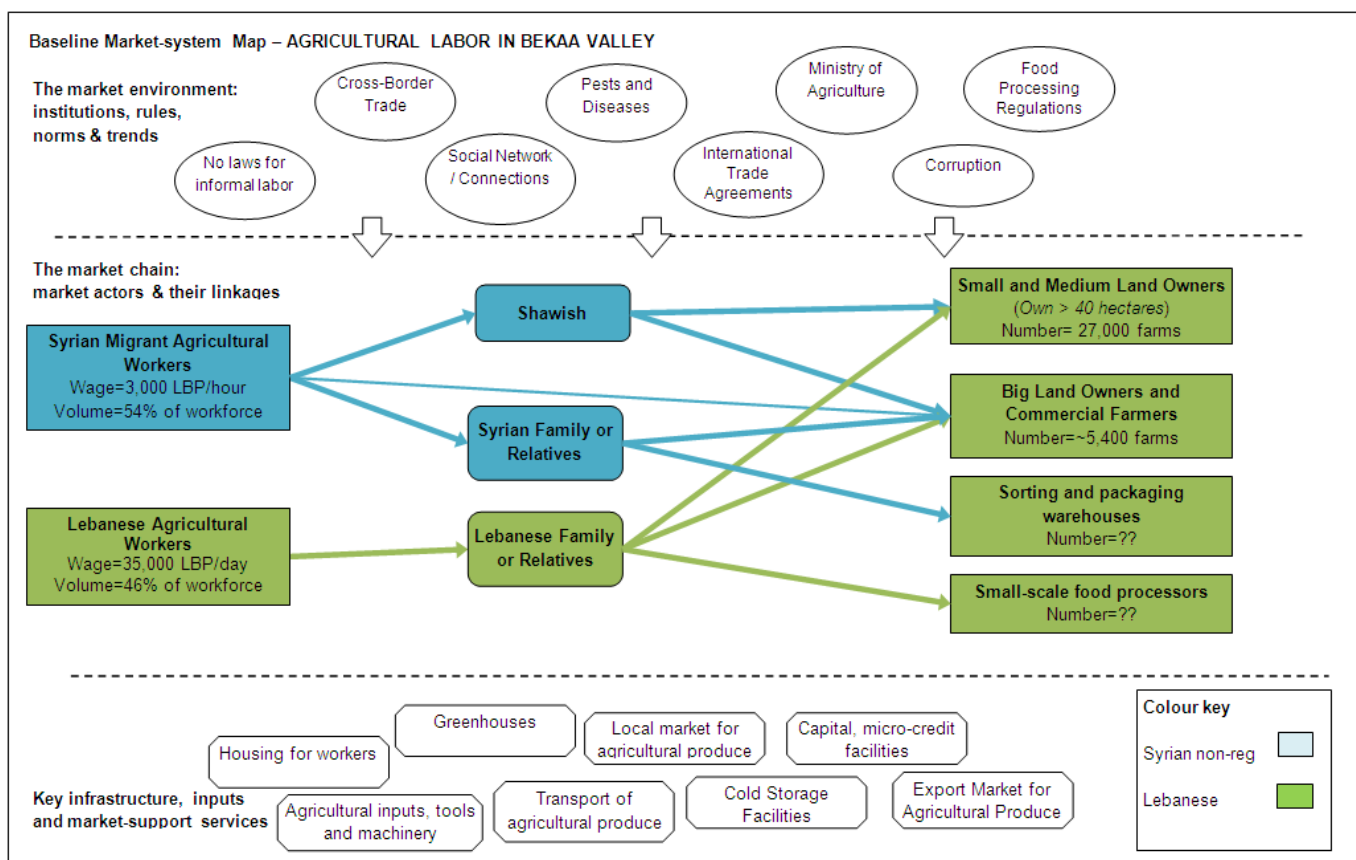 Baseline Market-system Map – AGRICULTURAL LABOR IN BEKAA VALLEY
The market environment:
institutions, rules,
norms & trends
Cross-Border
Trade
Pests and
Diseases
Ministry of
Agriculture
Food
Processing
Regulations
No laws for
informal labor
Social Network
/ Connections
International
Trade
Agreements
Corruption
The market chain:
market actors & their linkages
Syrian Migrant Agricultural
Workers
Wage=3,000 LBP/hour
Volume=54% of workforce
Lebanese Agricultural
Workers
Wage=35,000 LBP/day
Volume=46% of workforce
Shawish
Syrian Family or
Relatives
Lebanese Family
or Relatives
Small and Medium Land Owners
(Own > 40 hectares)
Number= 27,000 farms
Big Land Owners and
Commercial Farmers
Number=~5,400 farms
Sorting and packaging
warehouses
Number=??
Small-scale food processors
Number=??
Key infrastructure, inputs
and market-support services
Housing for workers
Greenhouses
Local market for
agricultural produce
Capital, micro-credit
facilities
Agricultural inputs, tools
and machinery
Transport of
agricultural produce
Cold Storage
Facilities
Export Market for
Agricultural Produce
Colour key
Syrian non-reg
Lebanese